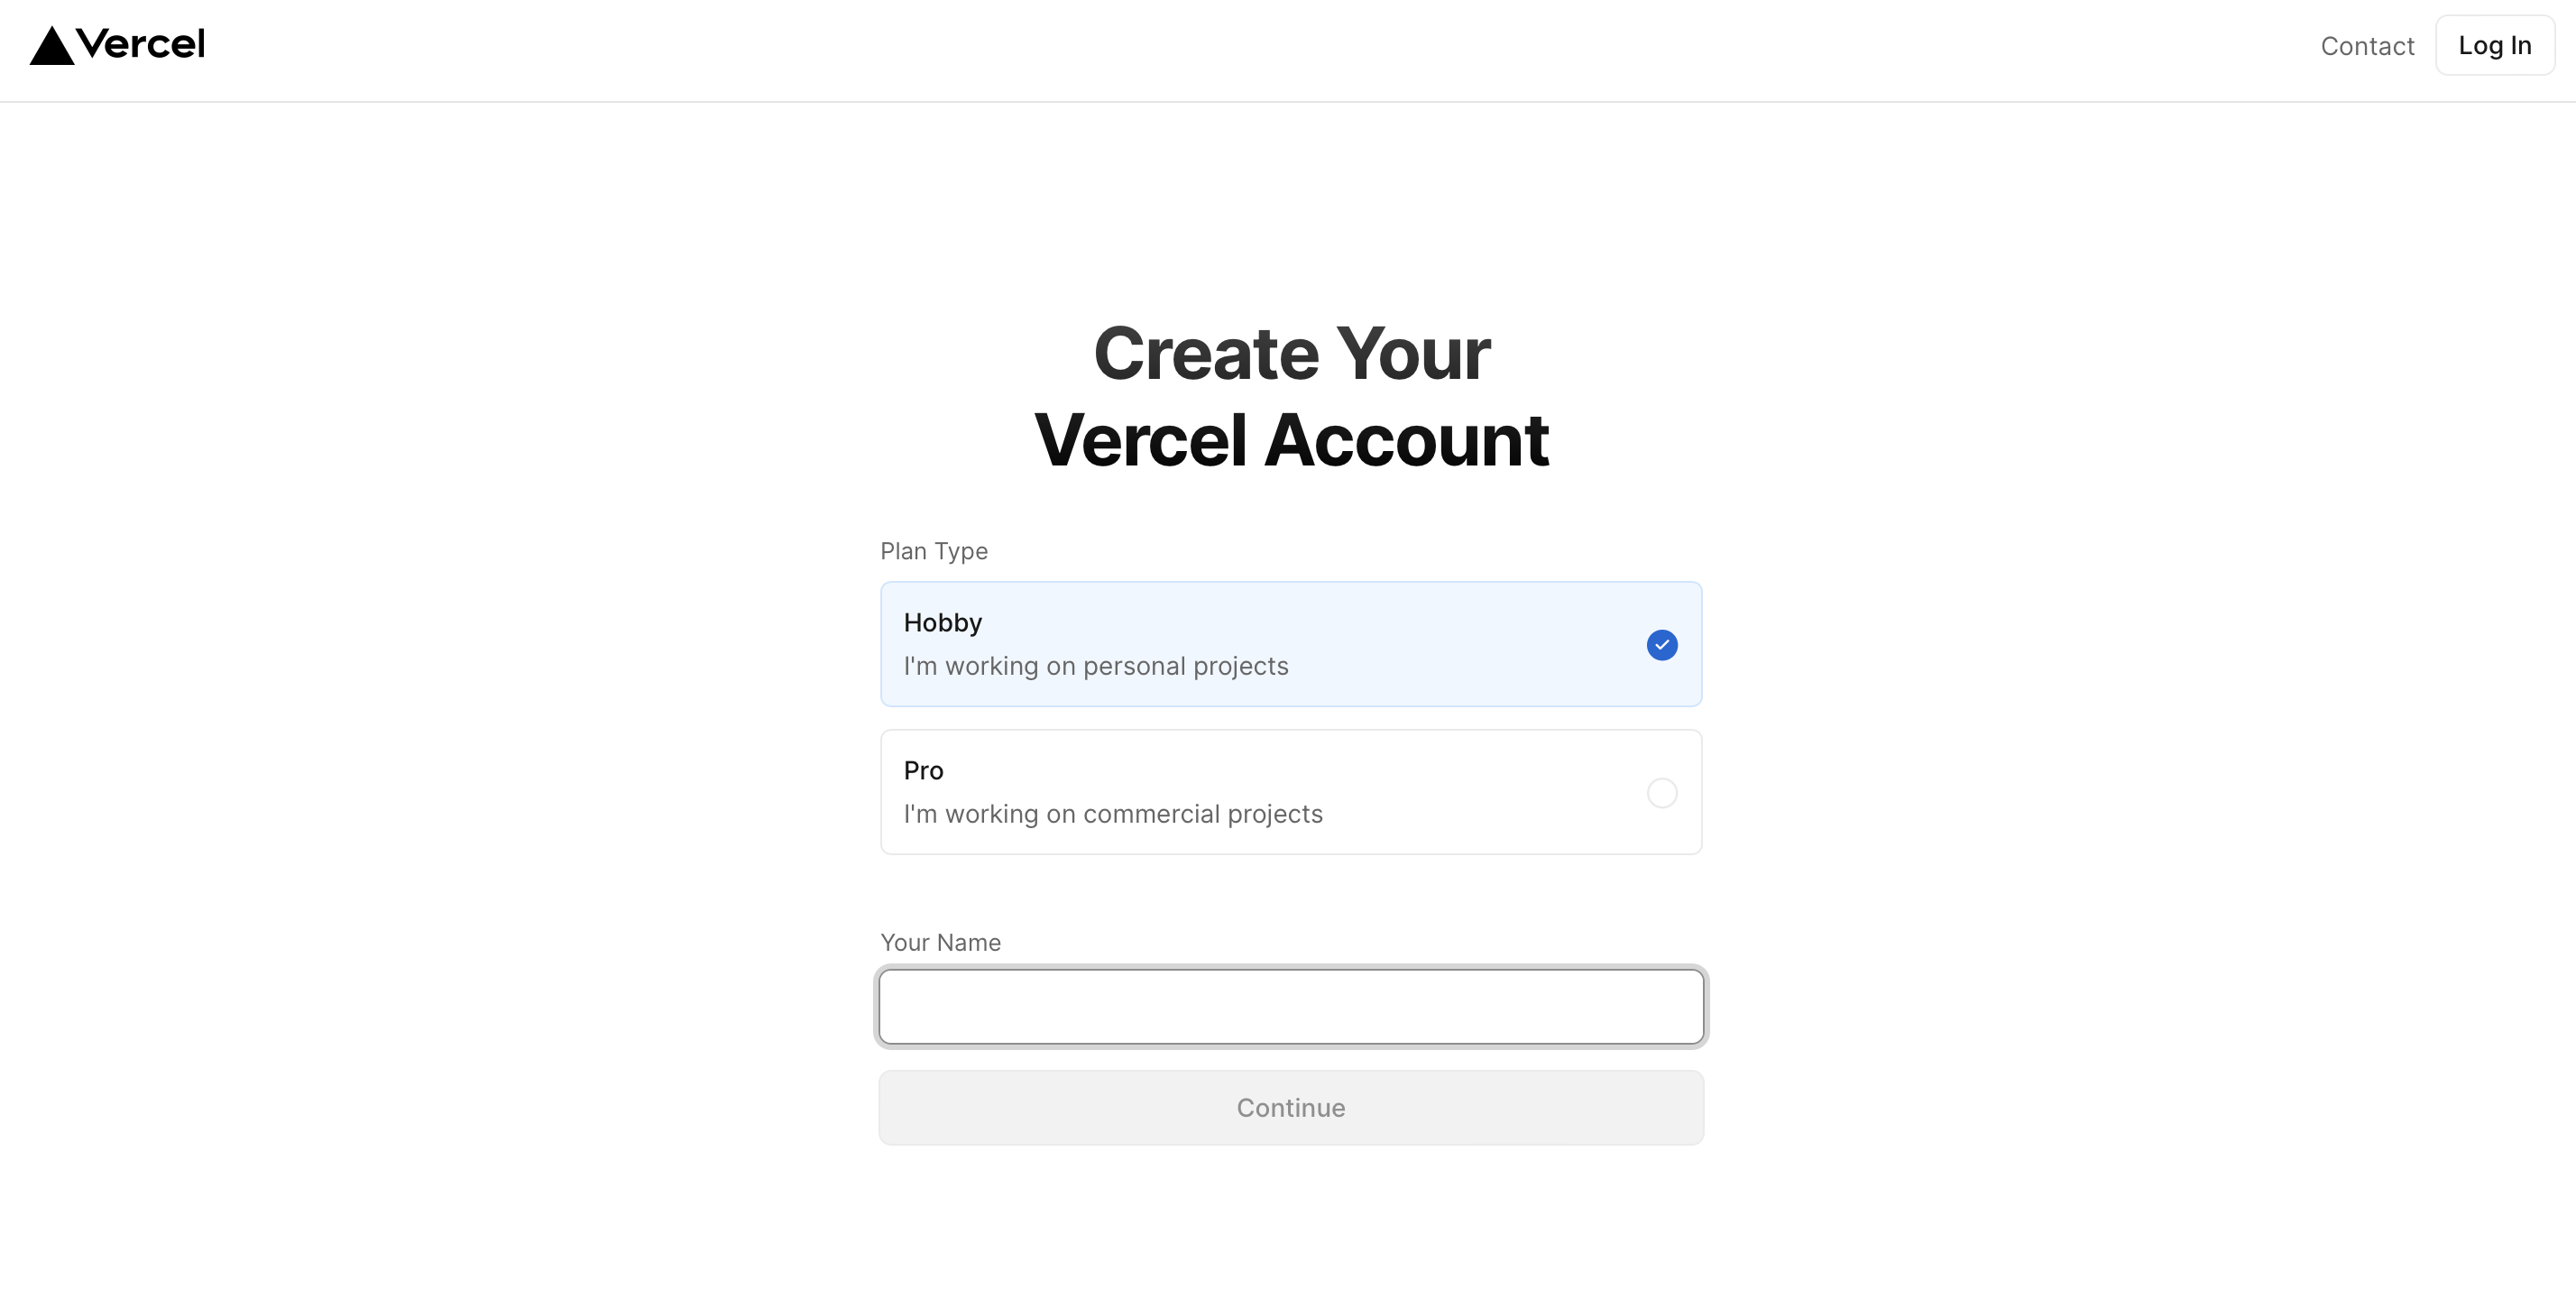 Vercel
Contact
Log In
Create Your
Vercel Account
Plan Type
Hobby
I'm working on personal projects
Pro
I'm working on commercial projects
Your Name
Continue